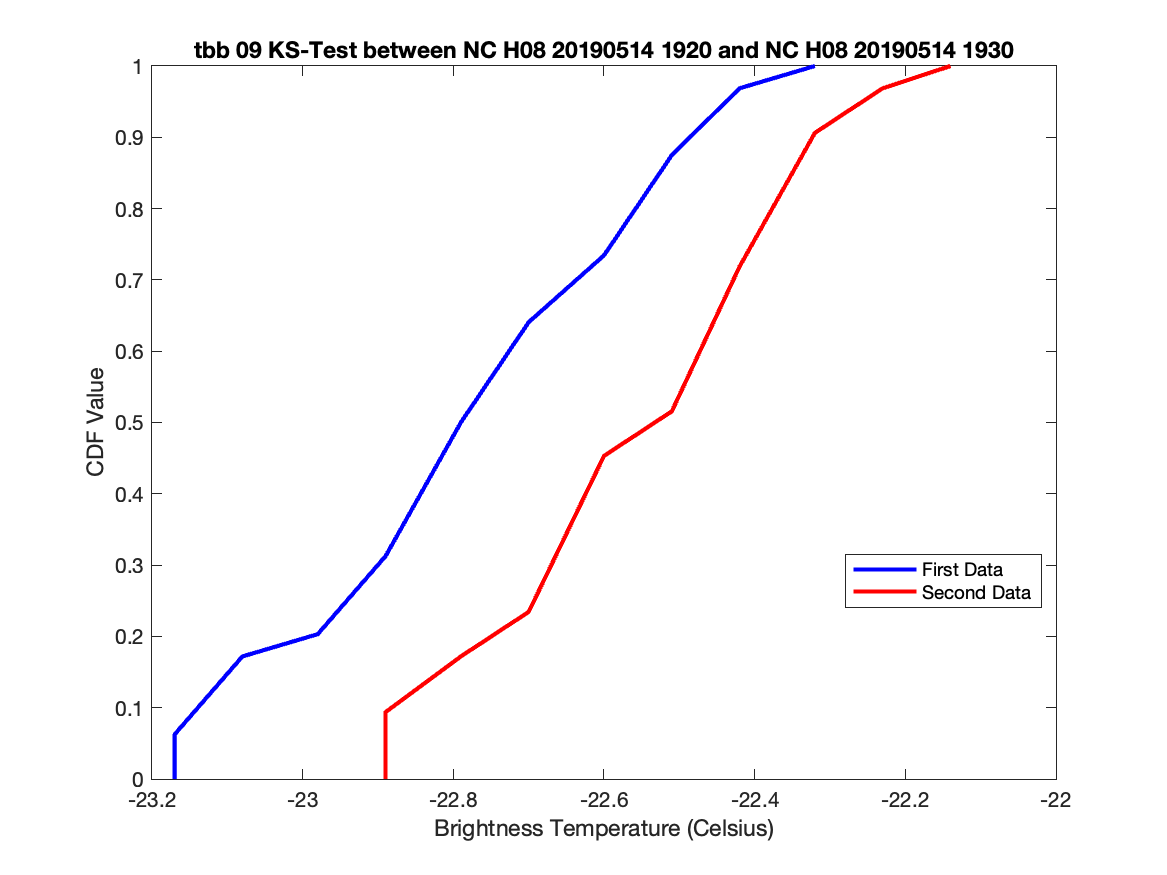 tbb 09 KS-Test between NC H08 20190514 1920 and NC H08 20190514 1930
1
0.9
0.8
0.7
0.6
0.5
0.4
0.3
0.2
0.1
0
CDF Value
First Data
Second Data
-23.2 -23 -22.8 -22.6 -22.4 -22.2 -22
Brightness Temperature (Celsius)